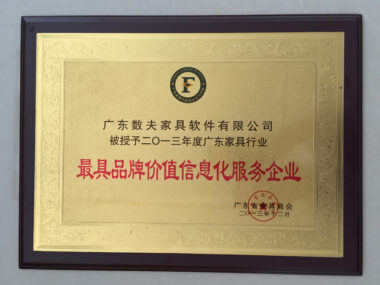 F
广东数夫家具软件有限公司
被授予二〇一三年度广东家具行业
最具品牌价值信息化服务企业
广东省家具商会
二〇一三年十二月